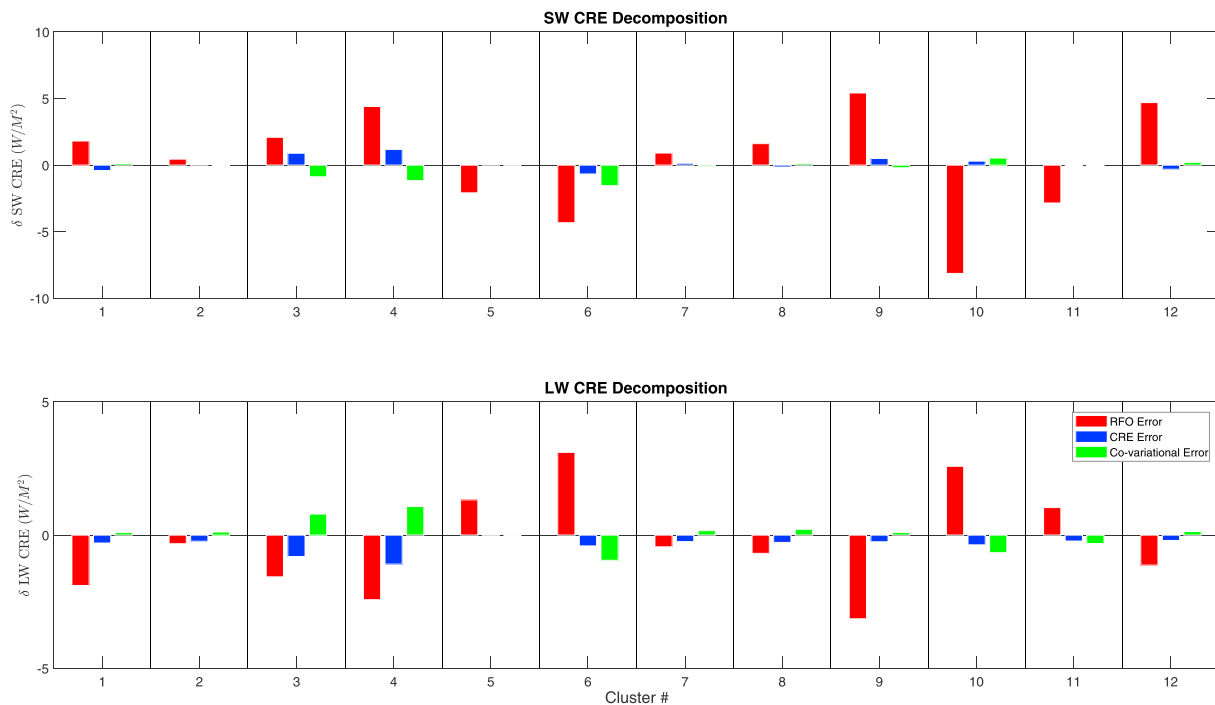 SW CRE Decomposition
δ SW CRE (W/M²)
10
5
0
-5
-10
1 2 3 4 5 6 7 8 9 10 11 12
LW CRE Decomposition
δ LW CRE (W/M²)
5
0
-5
RFO Error
CRE Error
Co-variational Error
1 2 3 4 5 6 7 8 9 10 11 12
Cluster #